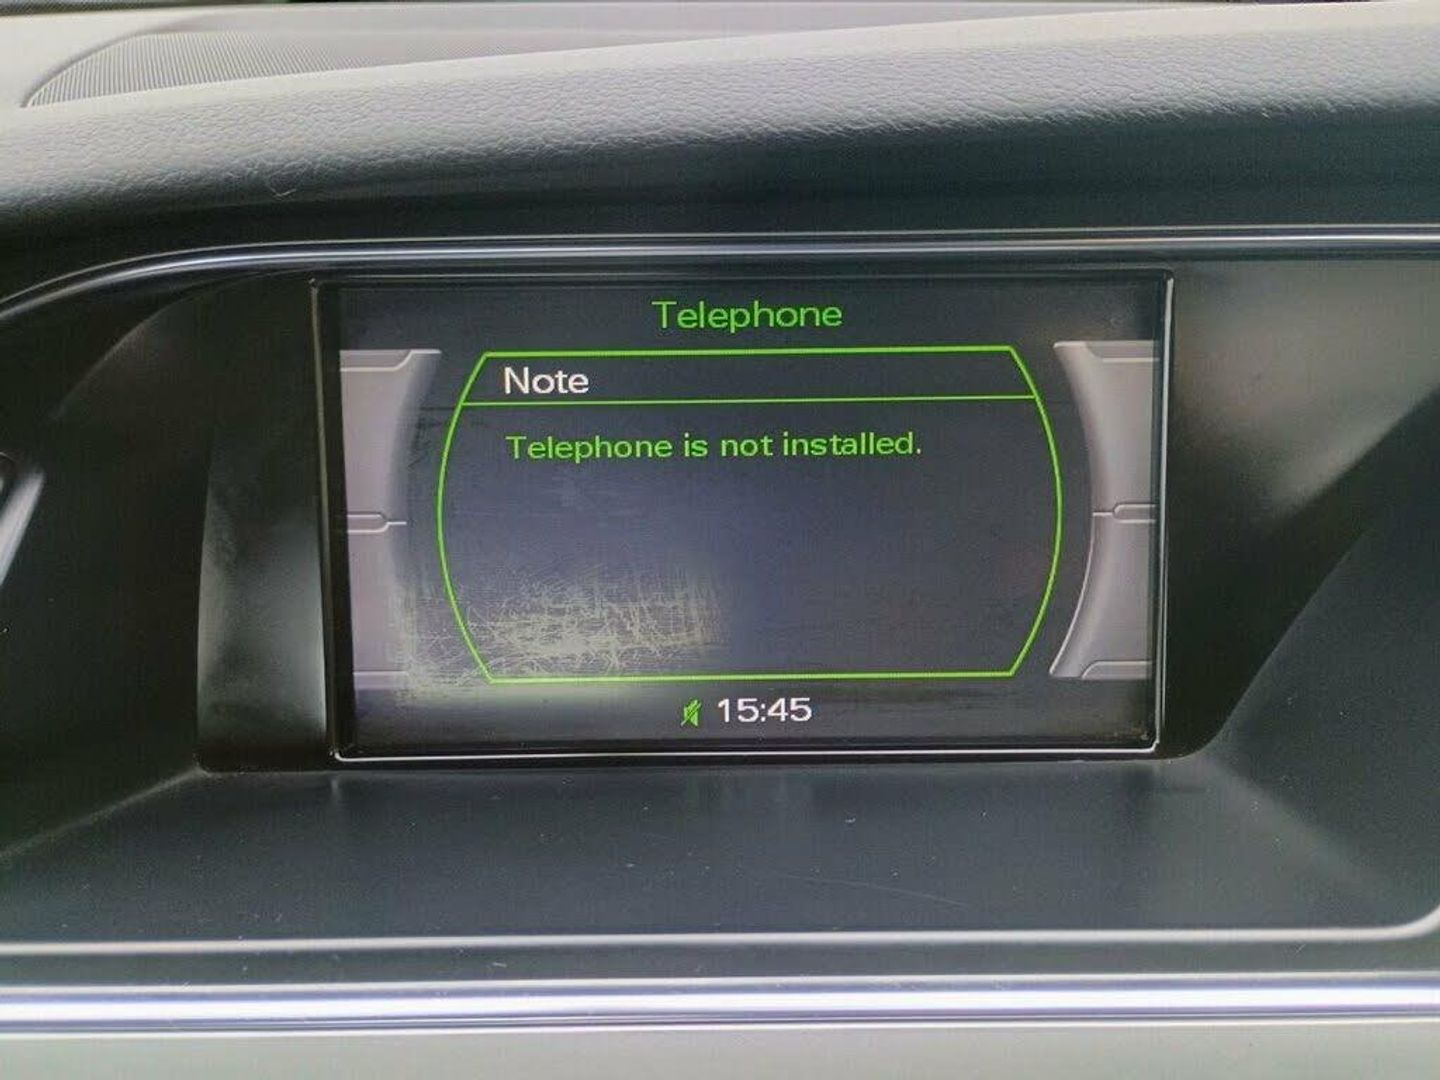 Telephone
Note
Telephone is not installed.
15:45